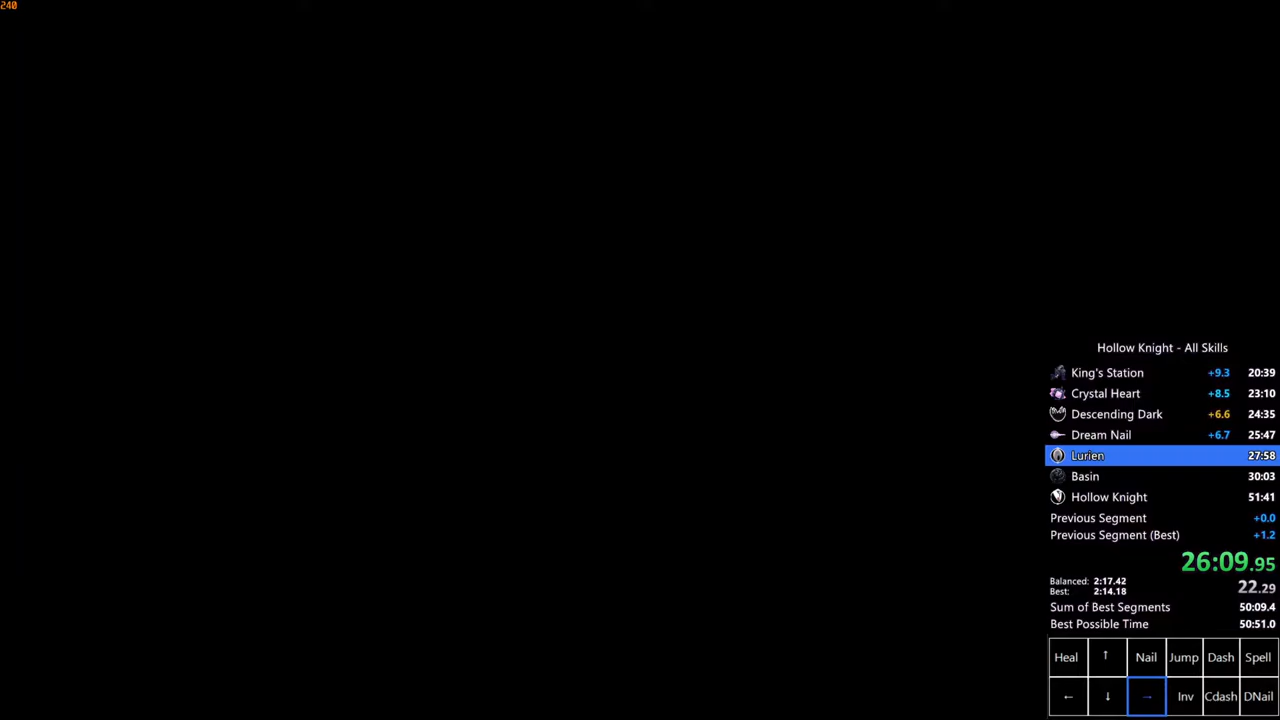 240
Hollow Knight - All Skills
King's Station +9.3 20:39
Crystal Heart +8.5 23:10
Descending Dark +6.6 24:35
Dream Nail +6.7 25:47
Lurien 27:58
Basin 30:03
Hollow Knight 51:41
Previous Segment +0.0
Previous Segment (Best) +1.2
26:09.95
Balanced: 2:17.42
Best: 2:14.18
22.29
Sum of Best Segments 50:09.4
Best Possible Time 50:51.0
Heal ↑ Nail Jump Dash Spell
← ↓ → Inv Cdash DNail